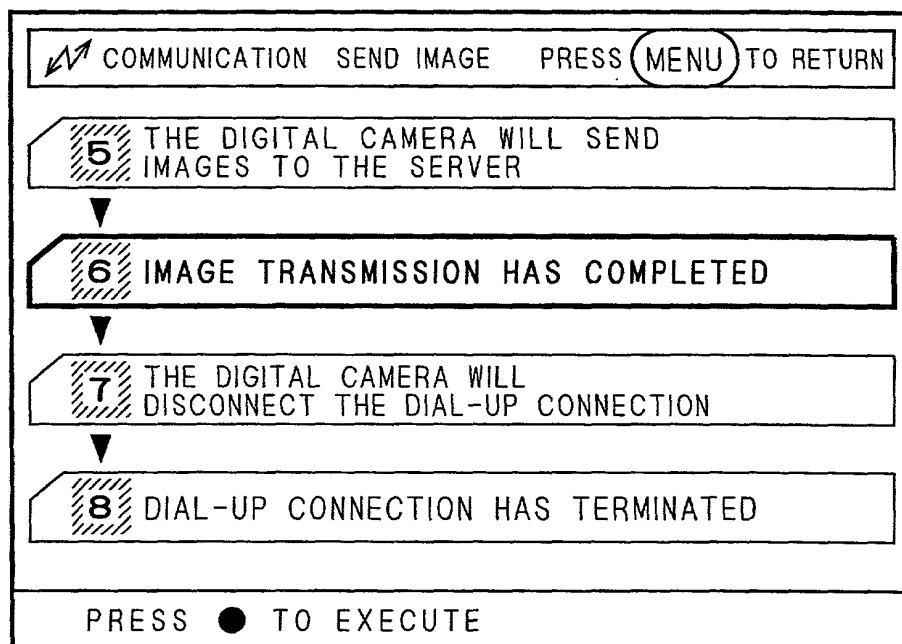 COMMUNICATION SEND IMAGE PRESS MENU TO RETURN
5 THE DIGITAL CAMERA WILL SEND
IMAGES TO THE SERVER
6 IMAGE TRANSMISSION HAS COMPLETED
7 THE DIGITAL CAMERA WILL
DISCONNECT THE DIAL-UP CONNECTION
8 DIAL-UP CONNECTION HAS TERMINATED
PRESS ● TO EXECUTE